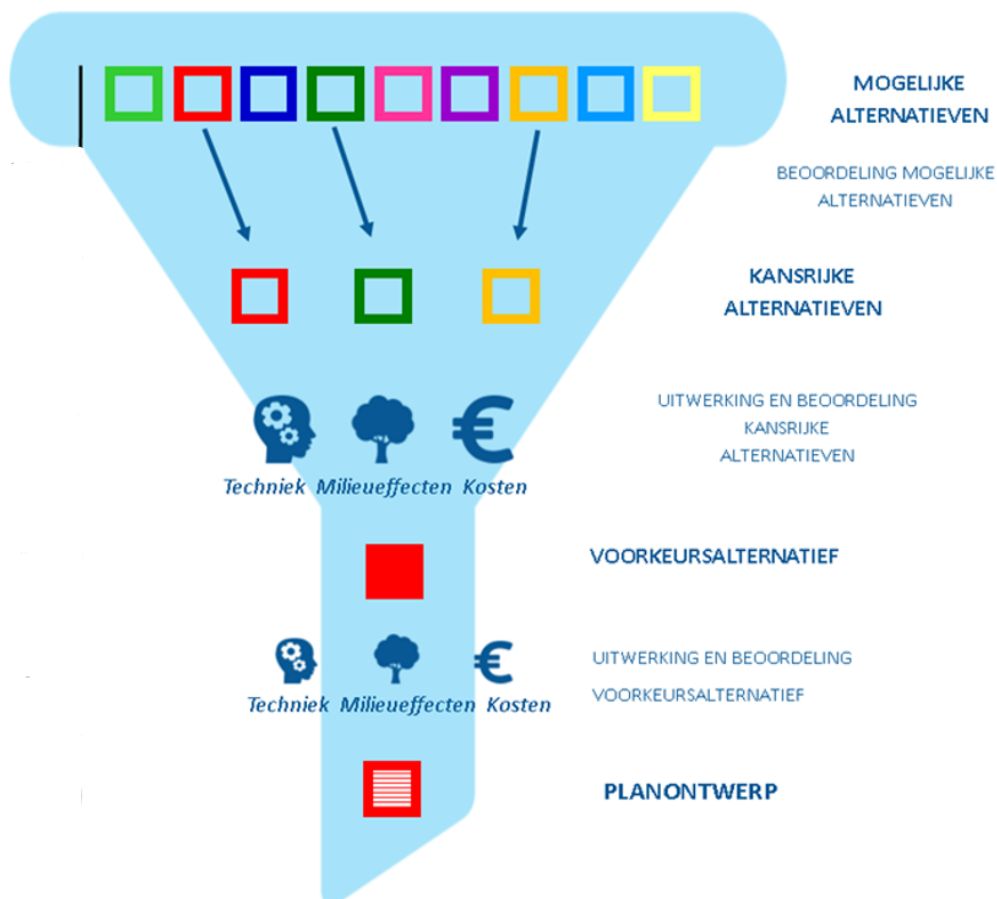 MOGELIJKE
ALTERNATIEVEN
BEOORDELING MOGELIJKE
ALTERNATIEVEN
KANSRIJKE
ALTERNATIEVEN
UITWERKING EN BEOORDELING
KANSRIJKE
ALTERNATIEVEN
€
Techniek Milieueffecten Kosten
VOORKEURSALTERNATIEF
€
UITWERKING EN BEOORDELING
VOORKEURSALTERNATIEF
Techniek Milieueffecten Kosten
PLANONTWERP